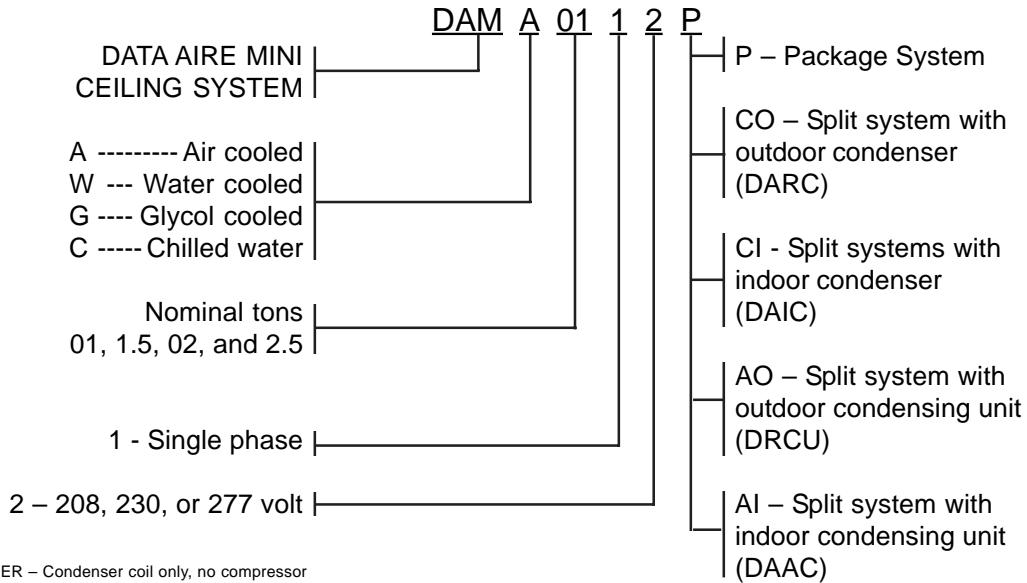 DAM A 01 1 2 P
DATA AIRE MINI
CEILING SYSTEM
A --------- Air cooled
W --- Water cooled
G ---- Glycol cooled
C ----- Chilled water
Nominal tons
01, 1.5, 02, and 2.5
1 - Single phase
2 – 208, 230, or 277 volt
P – Package System
CO – Split system with
outdoor condenser
(DARC)
CI - Split systems with
indoor condenser
(DAIC)
AO – Split system with
outdoor condensing unit
(DRCU)
AI – Split system with
indoor condensing unit
(DAAC)
ER – Condenser coil only, no compressor